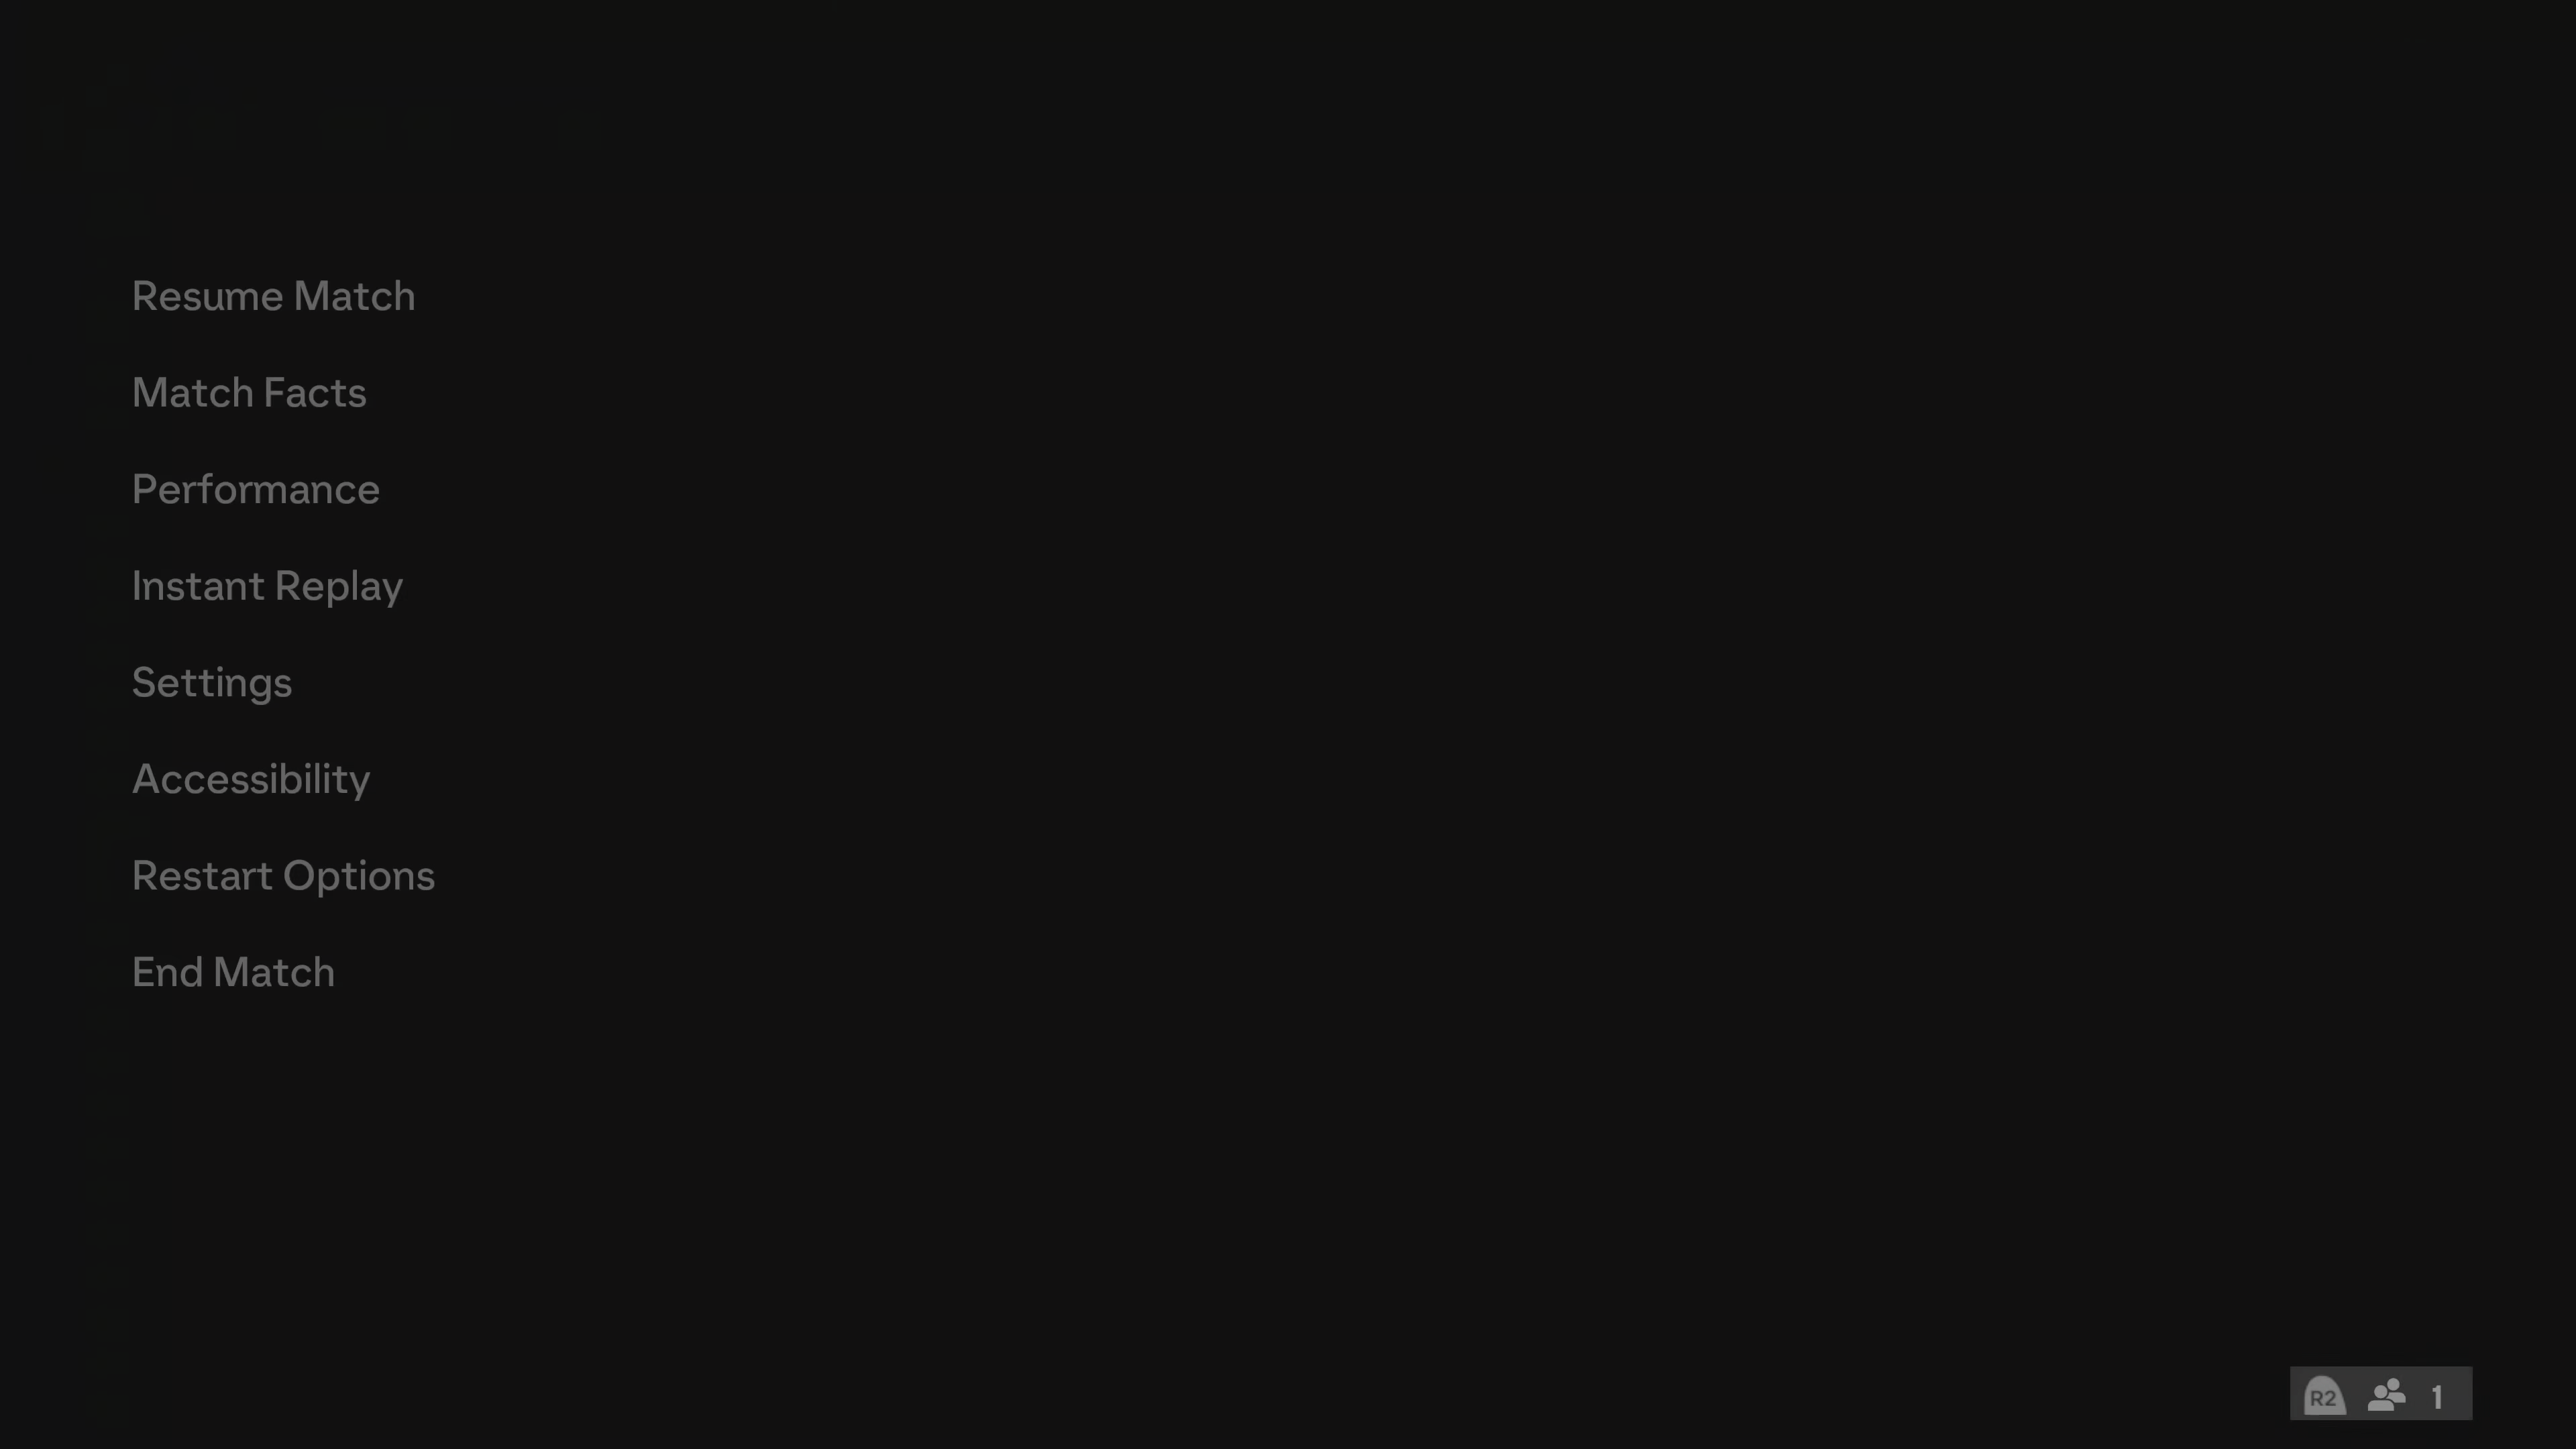 Resume Match
Match Facts
Performance
Instant Replay
Settings
Accessibility
Restart Options
End Match
R2 1